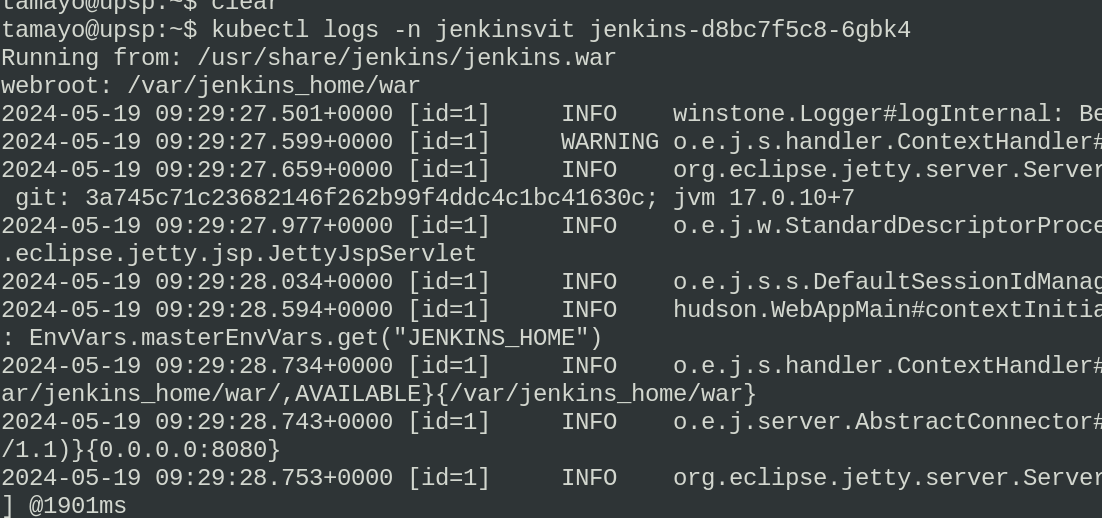 tamayo@upsp:~$ clear
tamayo@upsp:~$ kubectl logs -n jenkinsvit jenkins-d8bc7f5c8-6gbk4
Running from: /usr/share/jenkins/jenkins.war
webroot: /var/jenkins_home/war
2024-05-19 09:29:27.501+0000 [id=1]     INFO    winstone.Logger#logInternal: Be
2024-05-19 09:29:27.599+0000 [id=1]     WARNING o.e.j.s.handler.ContextHandler#
2024-05-19 09:29:27.659+0000 [id=1]     INFO    org.eclipse.jetty.server.Server
 git: 3a745c71c23682146f262b99f4ddc4c1bc41630c; jvm 17.0.10+7
2024-05-19 09:29:27.977+0000 [id=1]     INFO    o.e.j.w.StandardDescriptorProce
.eclipse.jetty.jsp.JettyJspServlet
2024-05-19 09:29:28.034+0000 [id=1]     INFO    o.e.j.s.s.DefaultSessionIdManag
2024-05-19 09:29:28.594+0000 [id=1]     INFO    hudson.WebAppMain#contextInitia
: EnvVars.masterEnvVars.get("JENKINS_HOME")
2024-05-19 09:29:28.734+0000 [id=1]     INFO    o.e.j.s.handler.ContextHandler#
ar/jenkins_home/war/,AVAILABLE}{/var/jenkins_home/war}
2024-05-19 09:29:28.743+0000 [id=1]     INFO    o.e.j.server.AbstractConnector#
/1.1)}{0.0.0.0:8080}
2024-05-19 09:29:28.753+0000 [id=1]     INFO    org.eclipse.jetty.server.Server
] @1901ms